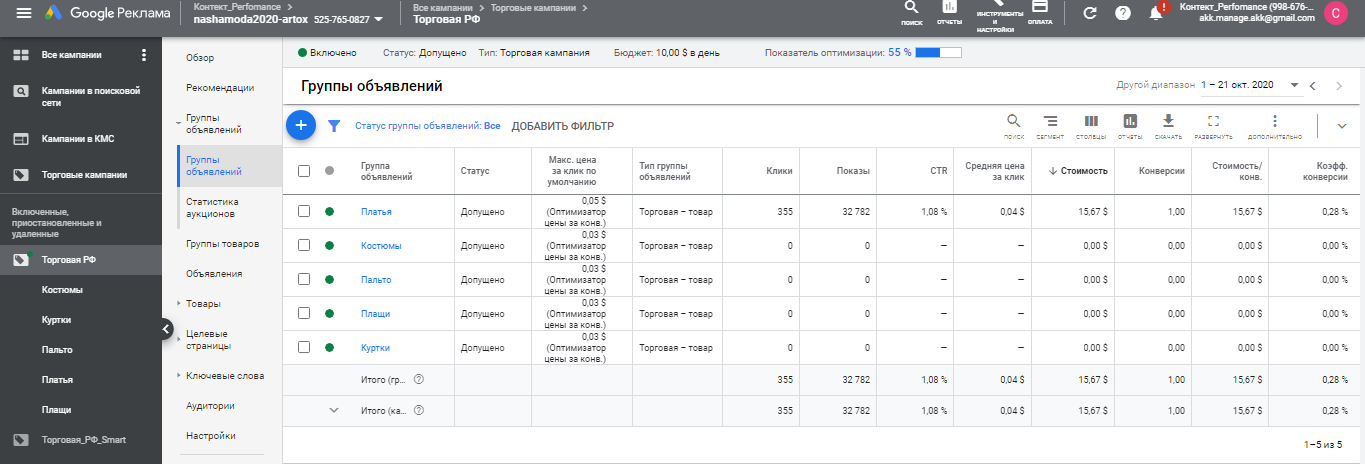 Google Реклама
Контект_Perfomance
nashamoda2020-artox 525-765-0827
Все кампании
Торговые кампании
Торговая РФ
ПОИСК
ОТЧЕТЫ
ИНСТРУМЕНТЫ
И
НАСТРОЙКИ
ОПЛАТА
!
Контект_Perfomance (998-676-...
akk.manage.akk@gmail.com
C
Все кампании
Кампании в поисковой
сети
Кампании в КМС
Торговые кампании
Включенные,
приостановленные и
удаленные
Торговая РФ
Костюмы
Куртки
Пальто
Платья
Плащи
Торговая_РФ_Smart
Обзор
Рекомендации
Группы
объявлений
Группы
объявлений
Статистика
аукционов
Группы товаров
Объявления
Товары
Целевые
страницы
Ключевые слова
Аудитории
Настройки
Включено Статус: Допущено Тип: Торговая кампания Бюджет: 10,00 $ в день Показатель оптимизации: 55 %
Группы объявлений
Другой диапазон 1 – 21 окт. 2020
Статус группы объявлений: Все ДОБАВИТЬ ФИЛЬТР
ПОИСК СЕГМЕНТ СТОЛБЦЫ ОТЧЕТЫ СКАЧАТЬ РАЗВЕРНУТЬ ДОПОЛНИТЕЛЬНО
Группа
объявлений
Статус
Макс. цена
за клик по
умолчанию
Тип группы
объявлений
Клики
Показы
CTR
Средняя цена
за клик
Стоимость
Конверсии
Стоимость/
конв.
Коэфф.
конверсии
Платья Допущено 0,05 $ (Оптимизатор цены за конв.) Торговая – товар 355 32 782 1,08 % 0,04 $ 15,67 $ 1,00 15,67 $ 0,28 %
Костюмы Допущено 0,03 $ (Оптимизатор цены за конв.) Торговая – товар 0 0 – – 0,00 $ 0,00 0,00 $ 0,00 %
Пальто Допущено 0,03 $ (Оптимизатор цены за конв.) Торговая – товар 0 0 – – 0,00 $ 0,00 0,00 $ 0,00 %
Плащи Допущено 0,03 $ (Оптимизатор цены за конв.) Торговая – товар 0 0 – – 0,00 $ 0,00 0,00 $ 0,00 %
Куртки Допущено 0,03 $ (Оптимизатор цены за конв.) Торговая – товар 0 0 – – 0,00 $ 0,00 0,00 $ 0,00 %
Итого (гр... 355 32 782 1,08 % 0,04 $ 15,67 $ 1,00 15,67 $ 0,28 %
Итого (ка... 355 32 782 1,08 % 0,04 $ 15,67 $ 1,00 15,67 $ 0,28 %
1–5 из 5